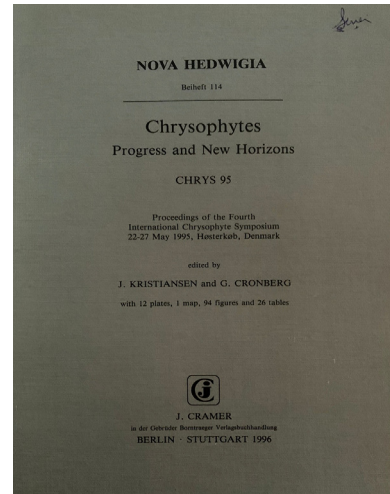 NOVA HEDWIGIA
Beiheft 114
Chrysophytes
Progress and New Horizons
CHRYS 95
Proceedings of the Fourth
International Chrysophyte Symposium
22-27 May 1995, Høsterkøb, Denmark
edited by
J. KRISTIANSEN and G. CRONBERG
with 12 plates, 1 map, 94 figures and 26 tables
J. CRAMER
in der Gebrüder Borntraeger Verlagsbuchhandlung
BERLIN · STUTTGART 1996